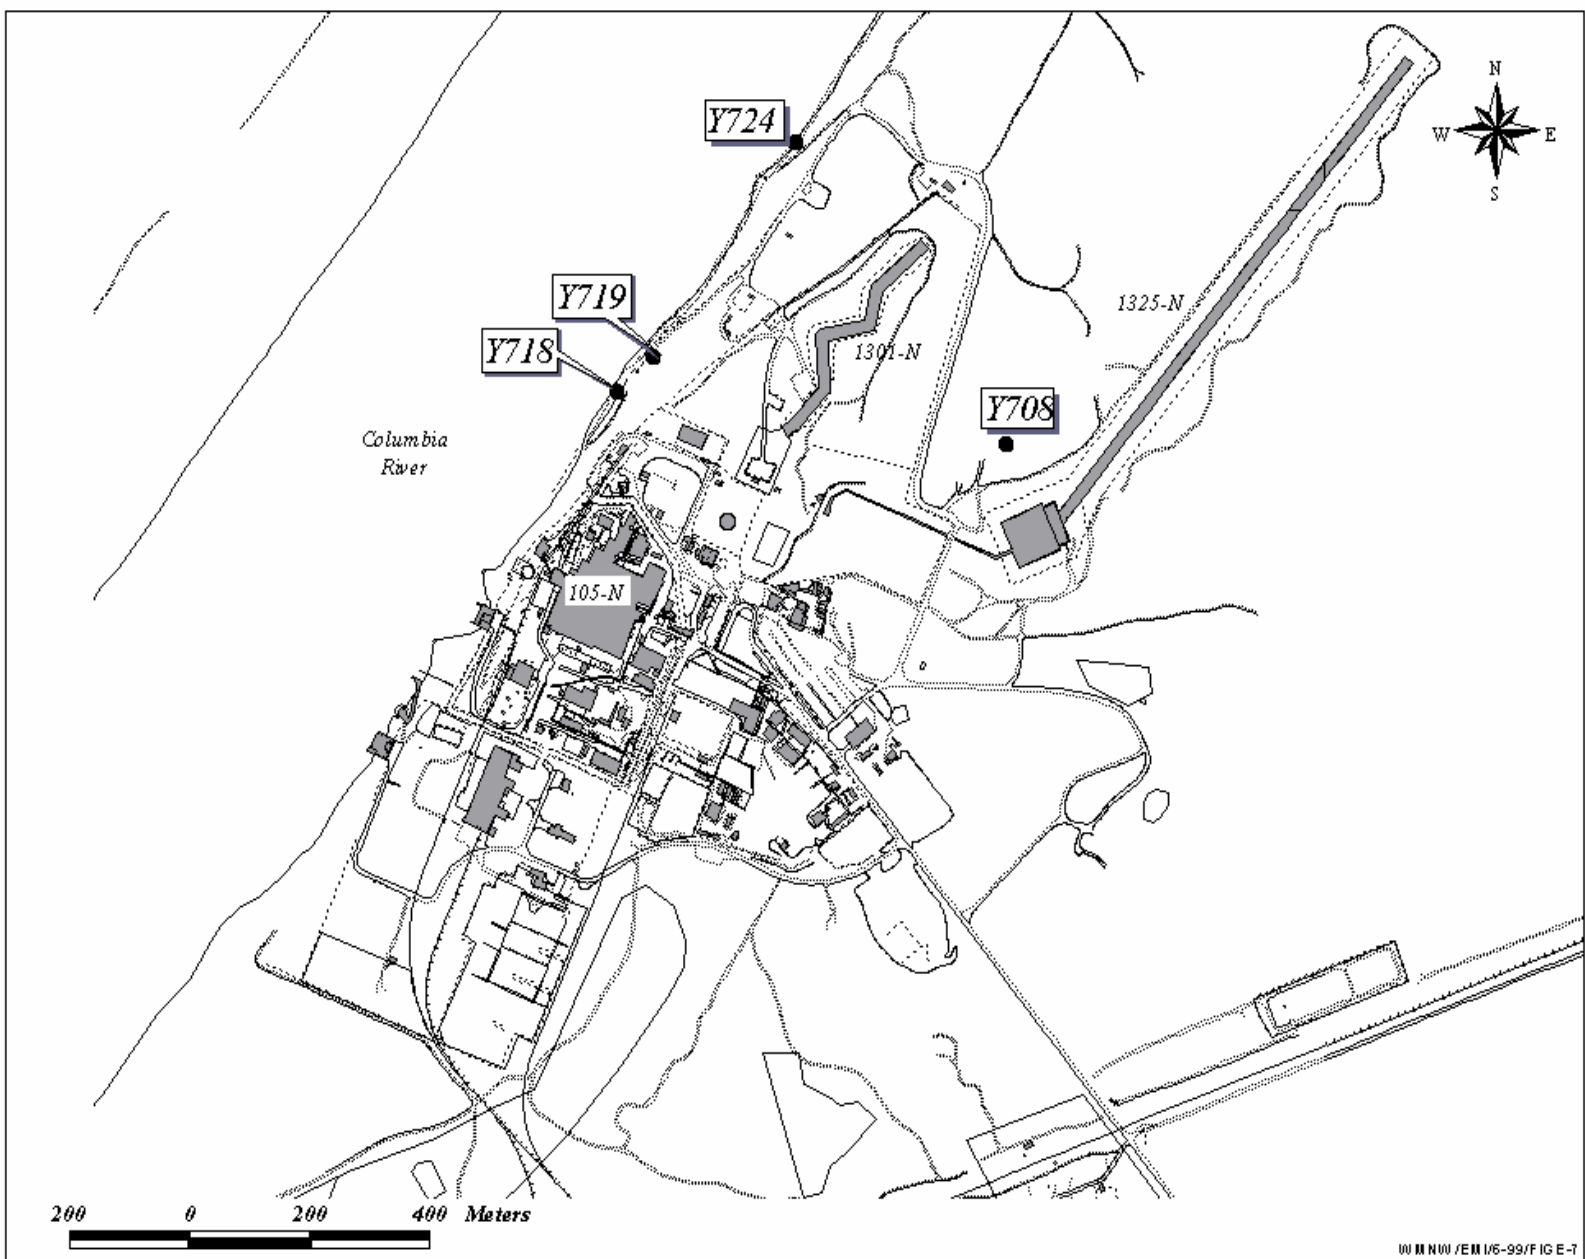 N
Y724
W E
S
Y719
1325-N
Y718
1301-N
Y708
Columbia
River
105-N
200 0 200 400 Meters
WMNW/EMI/6-99/FIGE-7